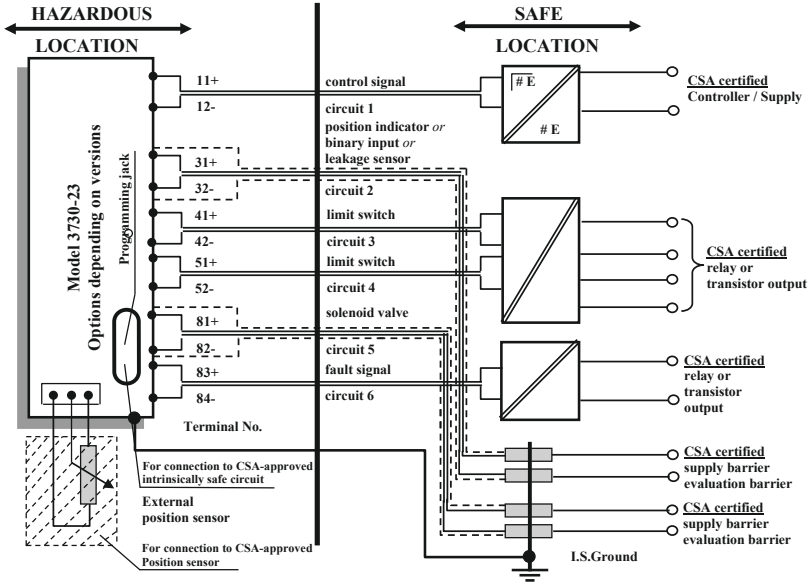 HAZARDOUS
LOCATION
SAFE
LOCATION
11+
control signal
12-
circuit 1
position indicator or
binary input or
leakage sensor
31+
32-
circuit 2
41+
limit switch
42-
circuit 3
51+
limit switch
52-
circuit 4
81+
solenoid valve
82-
circuit 5
83+
fault signal
84-
circuit 6
Terminal No.
Model 3730-23
Options depending on versions
Programming jack
# E
# E
CSA certified
Controller / Supply
CSA certified
relay or
transistor output
CSA certified
relay or
transistor
output
CSA certified
supply barrier
evaluation barrier
CSA certified
supply barrier
evaluation barrier
For connection to CSA-approved
intrinsically safe circuit
External
position sensor
For connection to CSA-approved
Position sensor
I.S.Ground